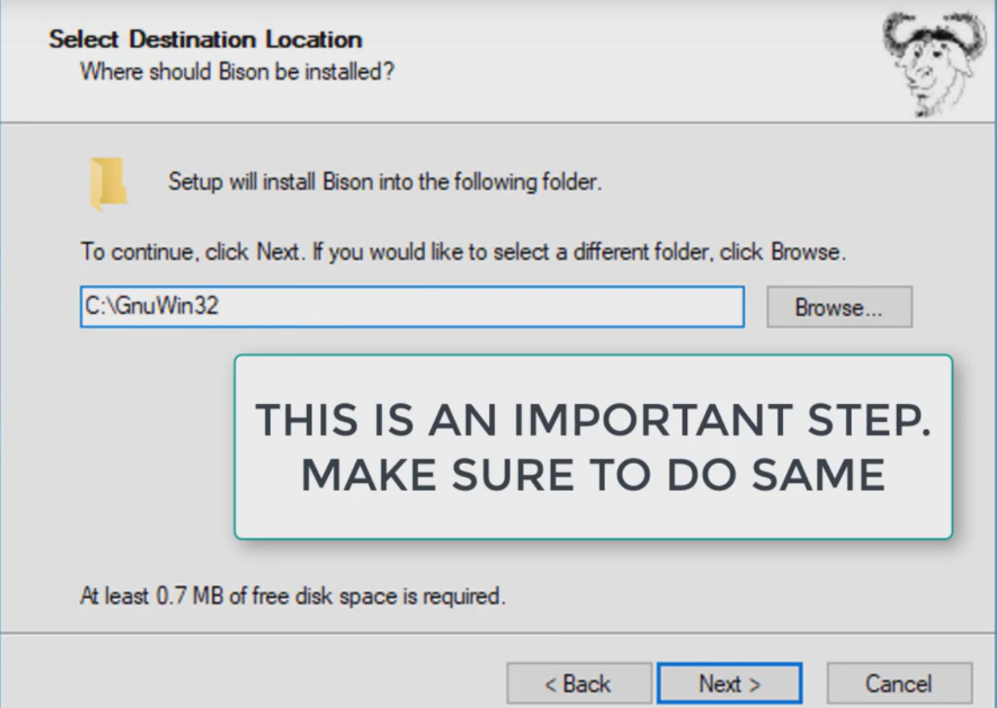 Select Destination Location
Where should Bison be installed?
Setup will install Bison into the following folder.
To continue, click Next. If you would like to select a different folder, click Browse.
C:\GnuWin32
Browse...
THIS IS AN IMPORTANT STEP.
MAKE SURE TO DO SAME
At least 0.7 MB of free disk space is required.
< Back
Next >
Cancel